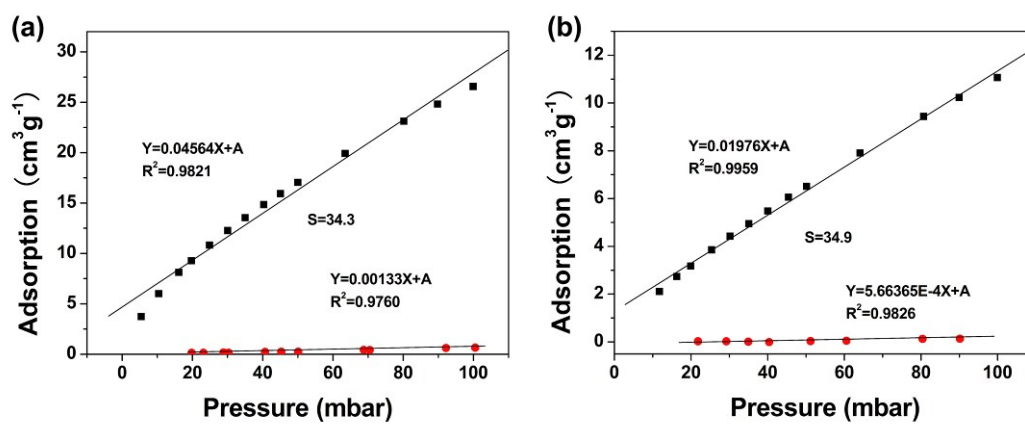 (a)
Adsorption (cm³g⁻¹)
30
25
20
15
10
5
0
Y=0.04564X+A
R²=0.9821
S=34.3
Y=0.00133X+A
R²=0.9760
0 20 40 60 80 100
Pressure (mbar)
(b)
Adsorption (cm³g⁻¹)
12
10
8
6
4
2
0
Y=0.01976X+A
R²=0.9959
S=34.9
Y=5.66365E-4X+A
R²=0.9826
0 20 40 60 80 100
Pressure (mbar)